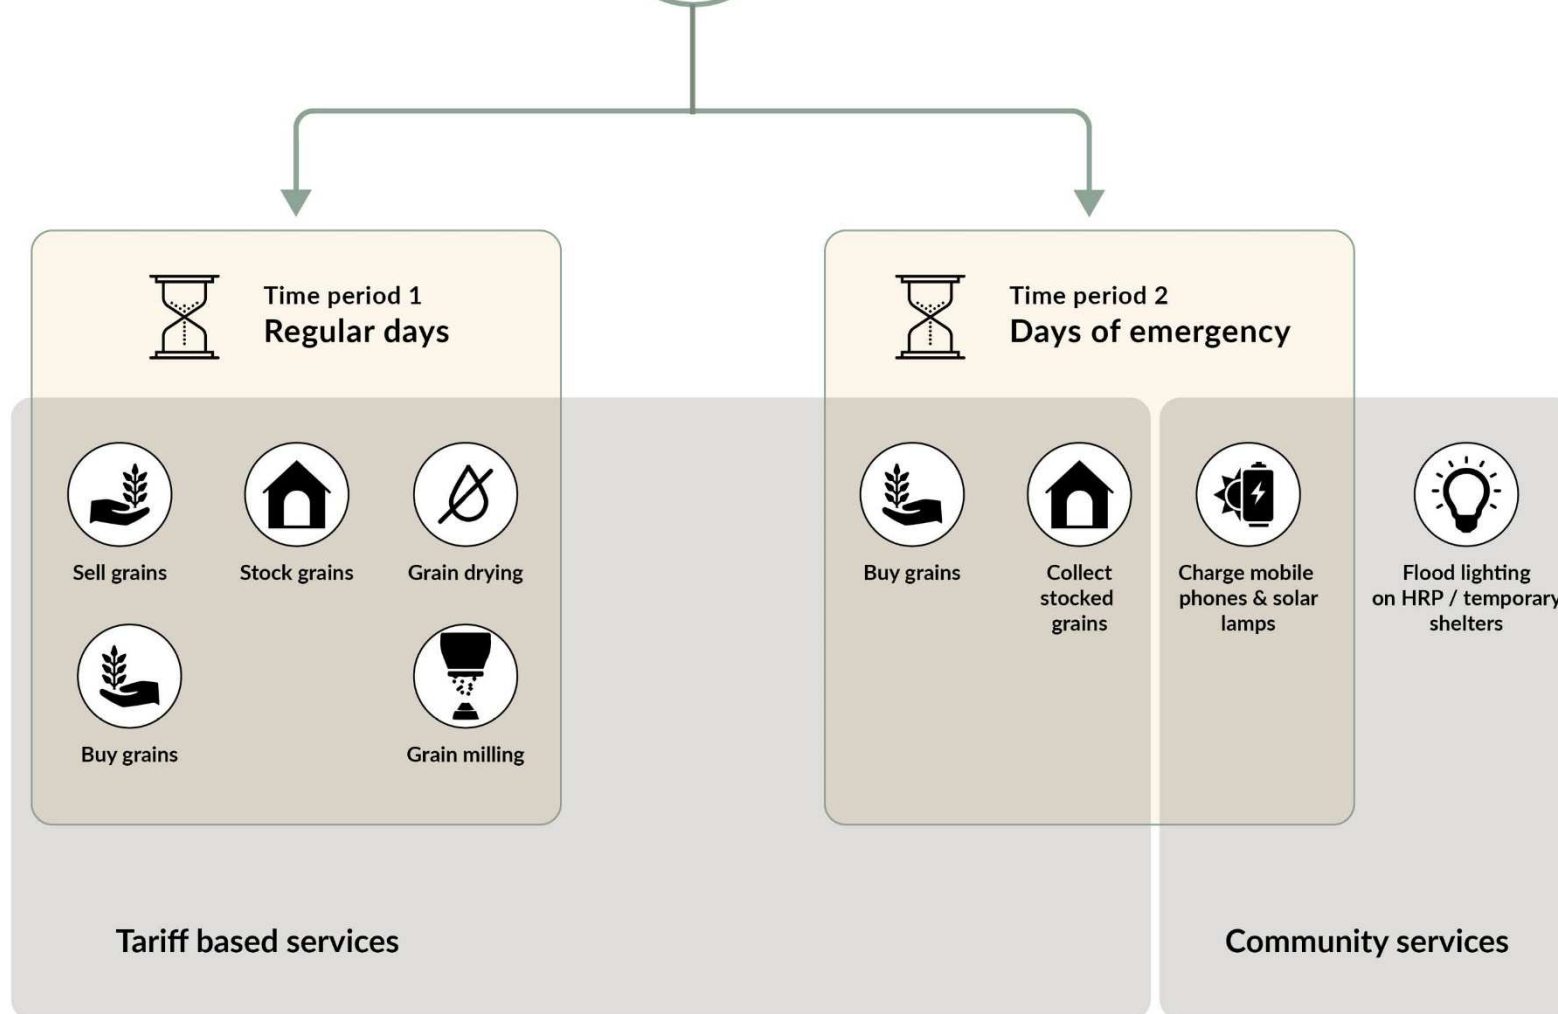 Time period 1
Regular days
Time period 2
Days of emergency
Sell grains
Stock grains
Grain drying
Buy grains
Grain milling
Buy grains
Collect
stocked
grains
Charge mobile
phones & solar
lamps
Flood lighting
on HRP / temporary
shelters
Tariff based services
Community services